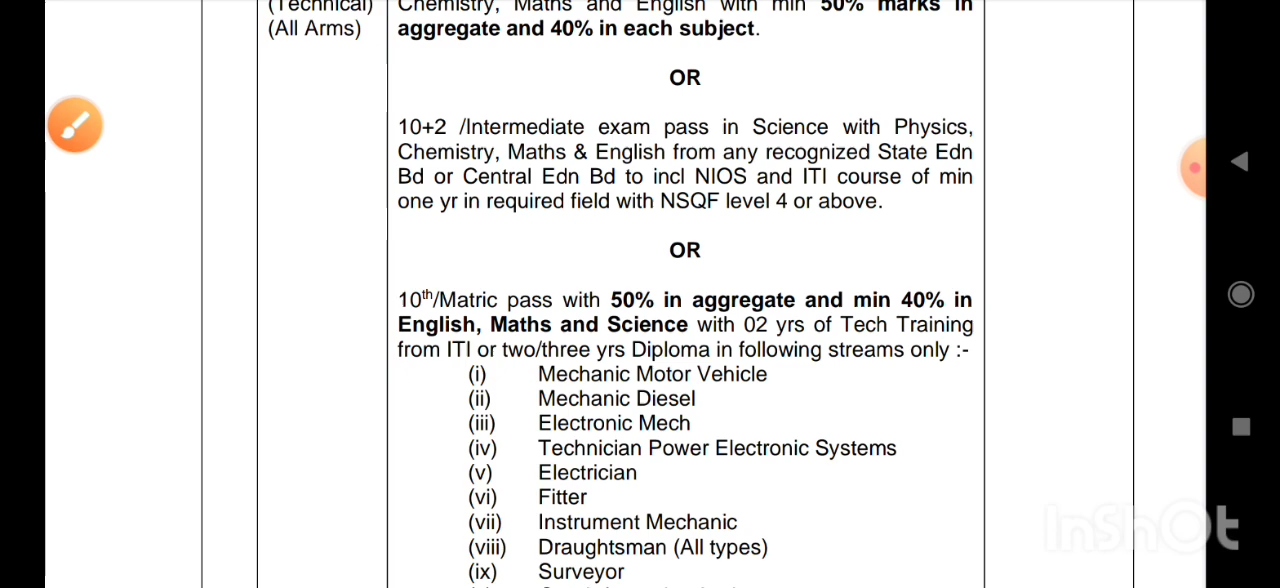 (Technical)
(All Arms)
Chemistry, Maths and English with min 50% marks in
aggregate and 40% in each subject.
OR
10+2 /Intermediate exam pass in Science with Physics,
Chemistry, Maths & English from any recognized State Edn
Bd or Central Edn Bd to incl NIOS and ITI course of min
one yr in required field with NSQF level 4 or above.
OR
10th/Matric pass with 50% in aggregate and min 40% in
English, Maths and Science with 02 yrs of Tech Training
from ITI or two/three yrs Diploma in following streams only :-
(i) Mechanic Motor Vehicle
(ii) Mechanic Diesel
(iii) Electronic Mech
(iv) Technician Power Electronic Systems
(v) Electrician
(vi) Fitter
(vii) Instrument Mechanic
(viii) Draughtsman (All types)
(ix) Surveyor
InShOt